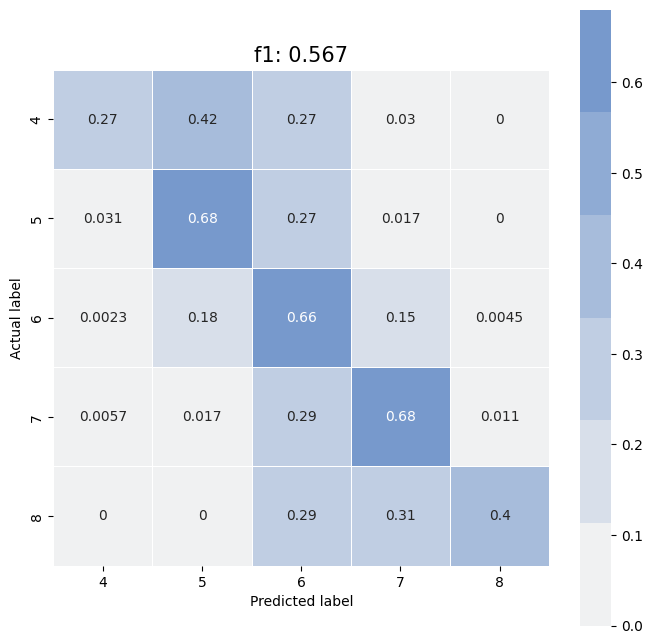 f1: 0.567
4 0.27 0.42 0.27 0.03 0
5 0.031 0.68 0.27 0.017 0
6 0.0023 0.18 0.66 0.15 0.0045
7 0.0057 0.017 0.29 0.68 0.011
8 0 0 0.29 0.31 0.4
4 5 6 7 8
Predicted label
Actual label
0.6
0.5
0.4
0.3
0.2
0.1
0.0